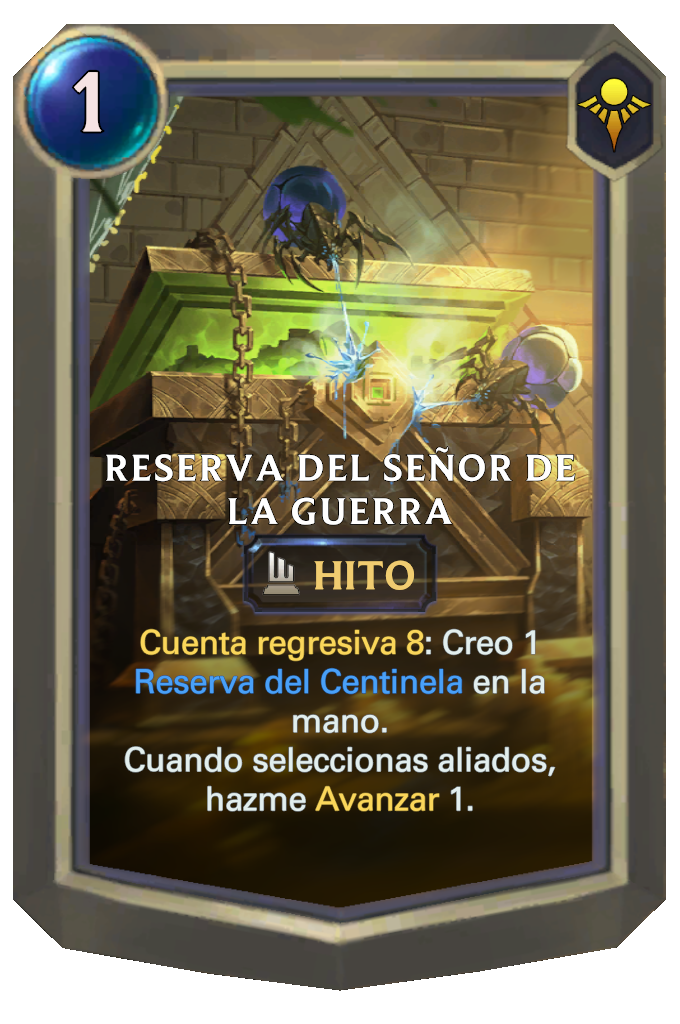 1
RESERVA DEL SEÑOR DE
LA GUERRA
HITO
Cuenta regresiva 8: Creo 1
Reserva del Centinela en la
mano.
Cuando seleccionas aliados,
hazme Avanzar 1.